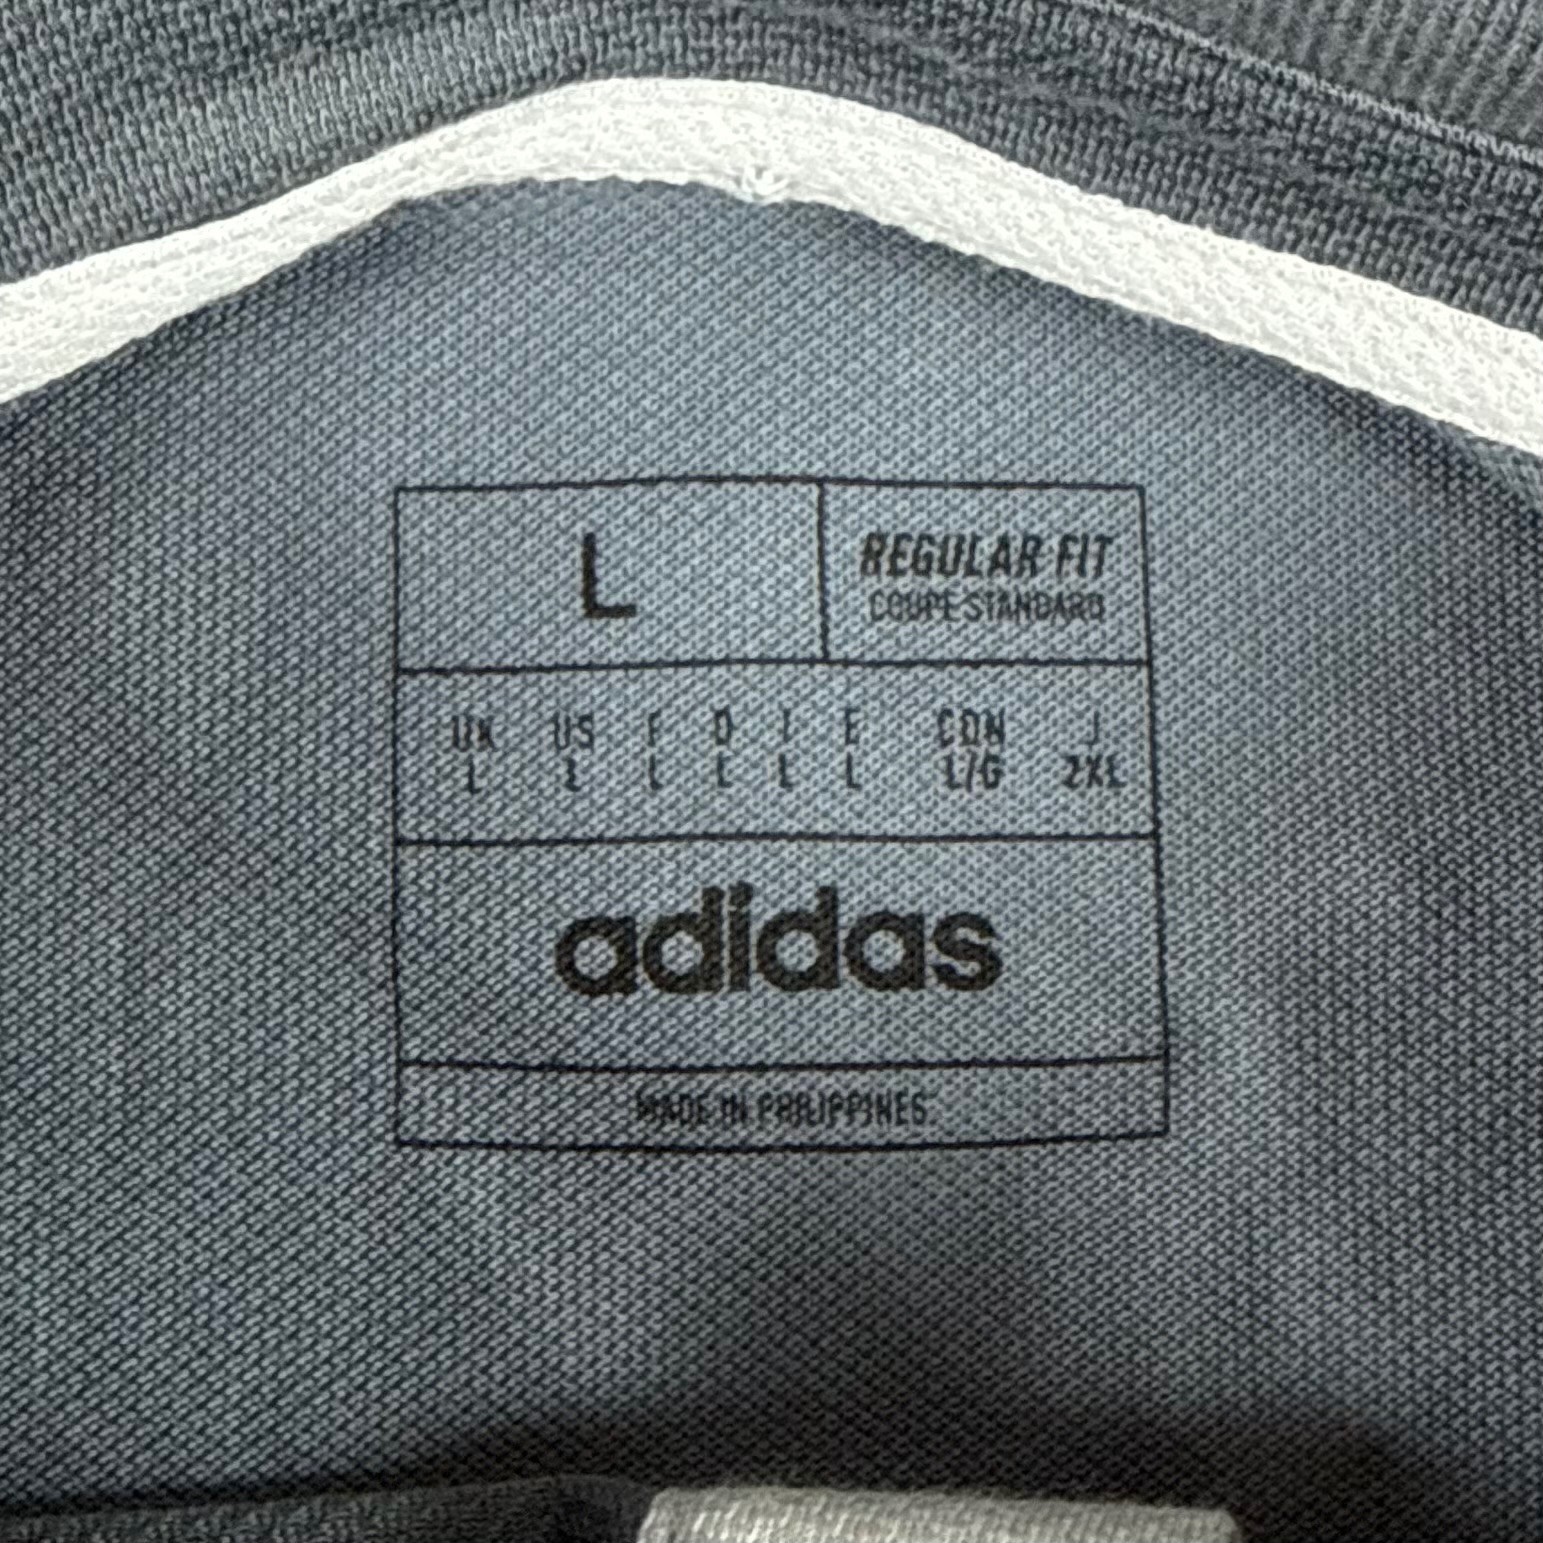 L
REGULAR FIT
COUPE STANDARD
UK US F D I E CDN J
L L L L L L L/G 2XL
adidas
MADE IN PHILIPPINES